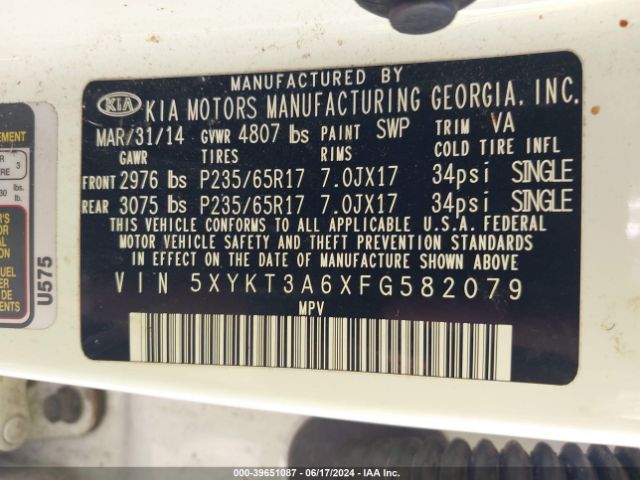 MANUFACTURED BY
KIA KIA MOTORS MANUFACTURING GEORGIA, INC.
MAR/31/14 GVWR 4807 lbs PAINT SWP TRIM VA
GAWR TIRES RIMS COLD TIRE INFL
FRONT 2976 lbs P235/65R17 7.0JX17 34psi SINGLE
REAR 3075 lbs P235/65R17 7.0JX17 34psi SINGLE
THIS VEHICLE CONFORMS TO ALL APPLICABLE U.S.A. FEDERAL
MOTOR VEHICLE SAFETY AND THEFT PREVENTION STANDARDS
IN EFFECT ON THE DATE OF MANUFACTURE SHOWN ABOVE
VIN 5XYKT3A6XFG582079
MPV
EMENT
3
lbs.
U575
000-39651087 - 06/17/2024 - IAA Inc.